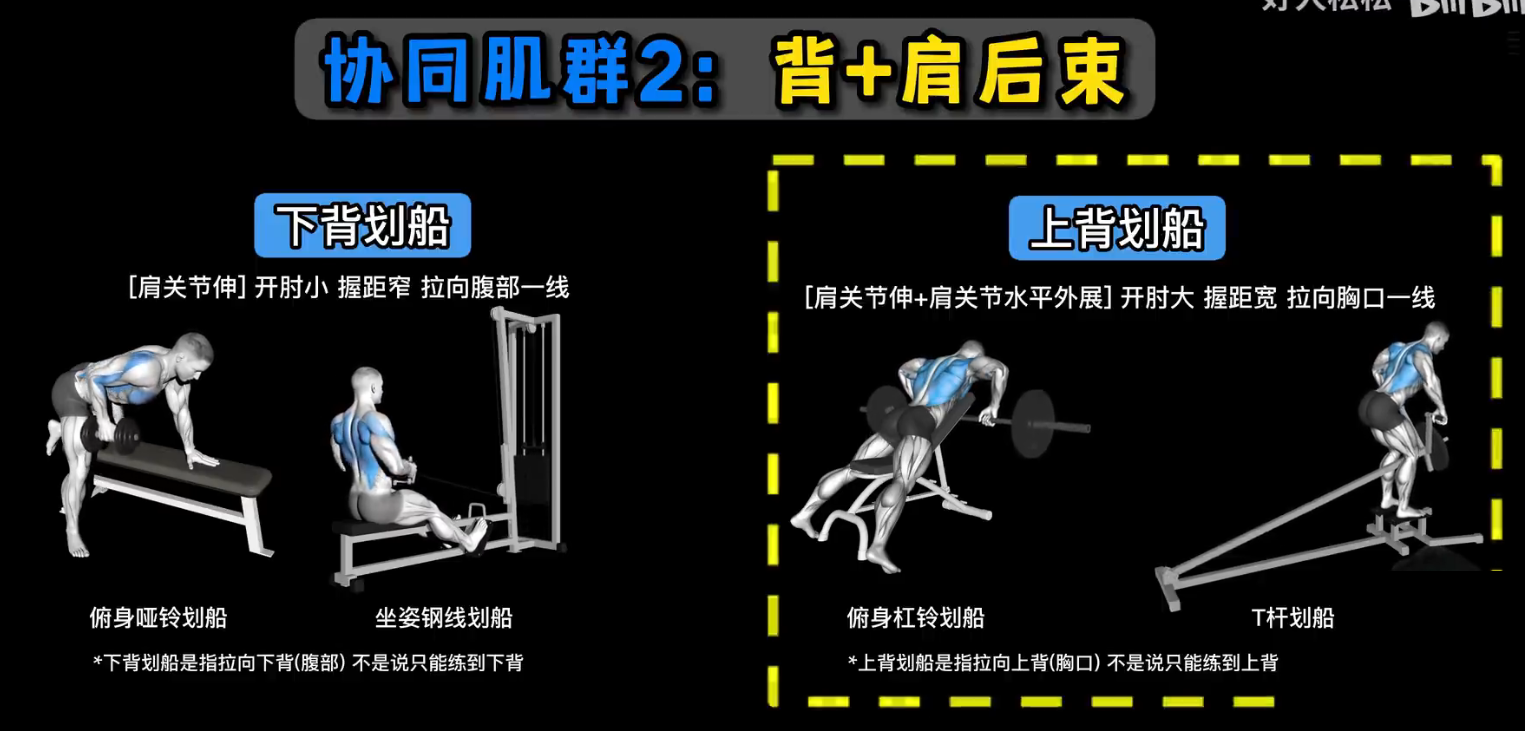 协同肌群2：背+肩后束
下背划船
[肩关节伸] 开肘小 握距窄 拉向腹部一线
俯身哑铃划船
坐姿钢线划船
*下背划船是指拉向下背(腹部) 不是说只能练到下背
上背划船
[肩关节伸+肩关节水平外展] 开肘大 握距宽 拉向胸口一线
俯身杠铃划船
T杆划船
*上背划船是指拉向上背(胸口) 不是说只能练到上背